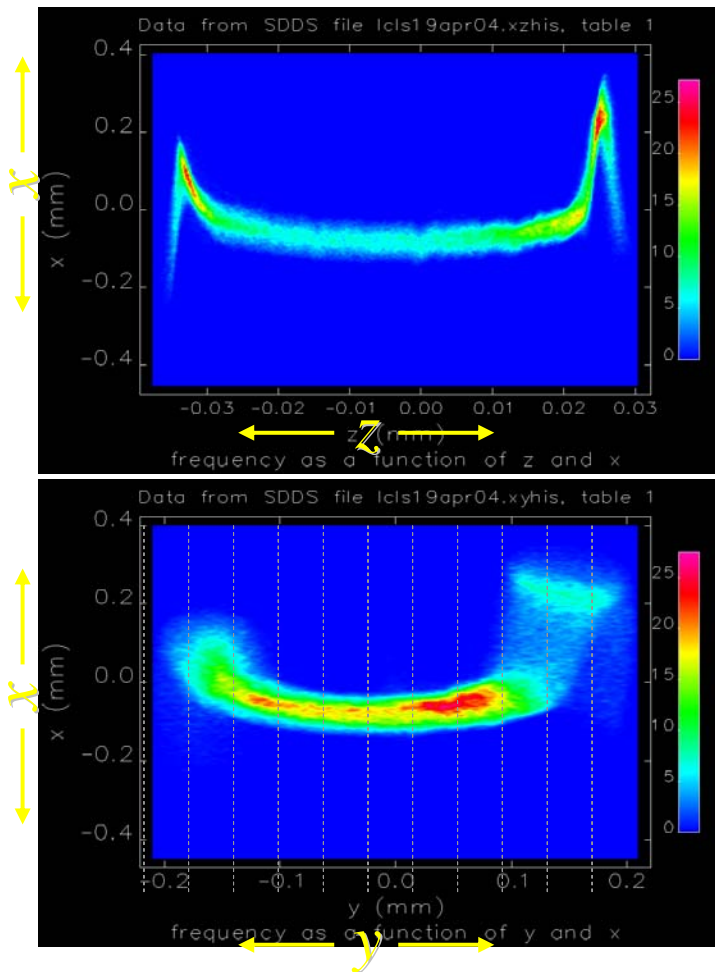 Data from SDDS file lcls19apr04.xzhis, table 1
x
x (mm)
0.4
0.2
0.0
-0.2
-0.4
25
20
15
10
5
0
-0.03 -0.02 -0.01 0.00 0.01 0.02 0.03
z (mm)
z
frequency as a function of z and x
Data from SDDS file lcls19apr04.xyhis, table 1
x
x (mm)
0.4
0.2
0.0
-0.2
-0.4
25
20
15
10
5
0
-0.2 -0.1 0.0 0.1 0.2
y (mm)
frequency as a function of y and x
y